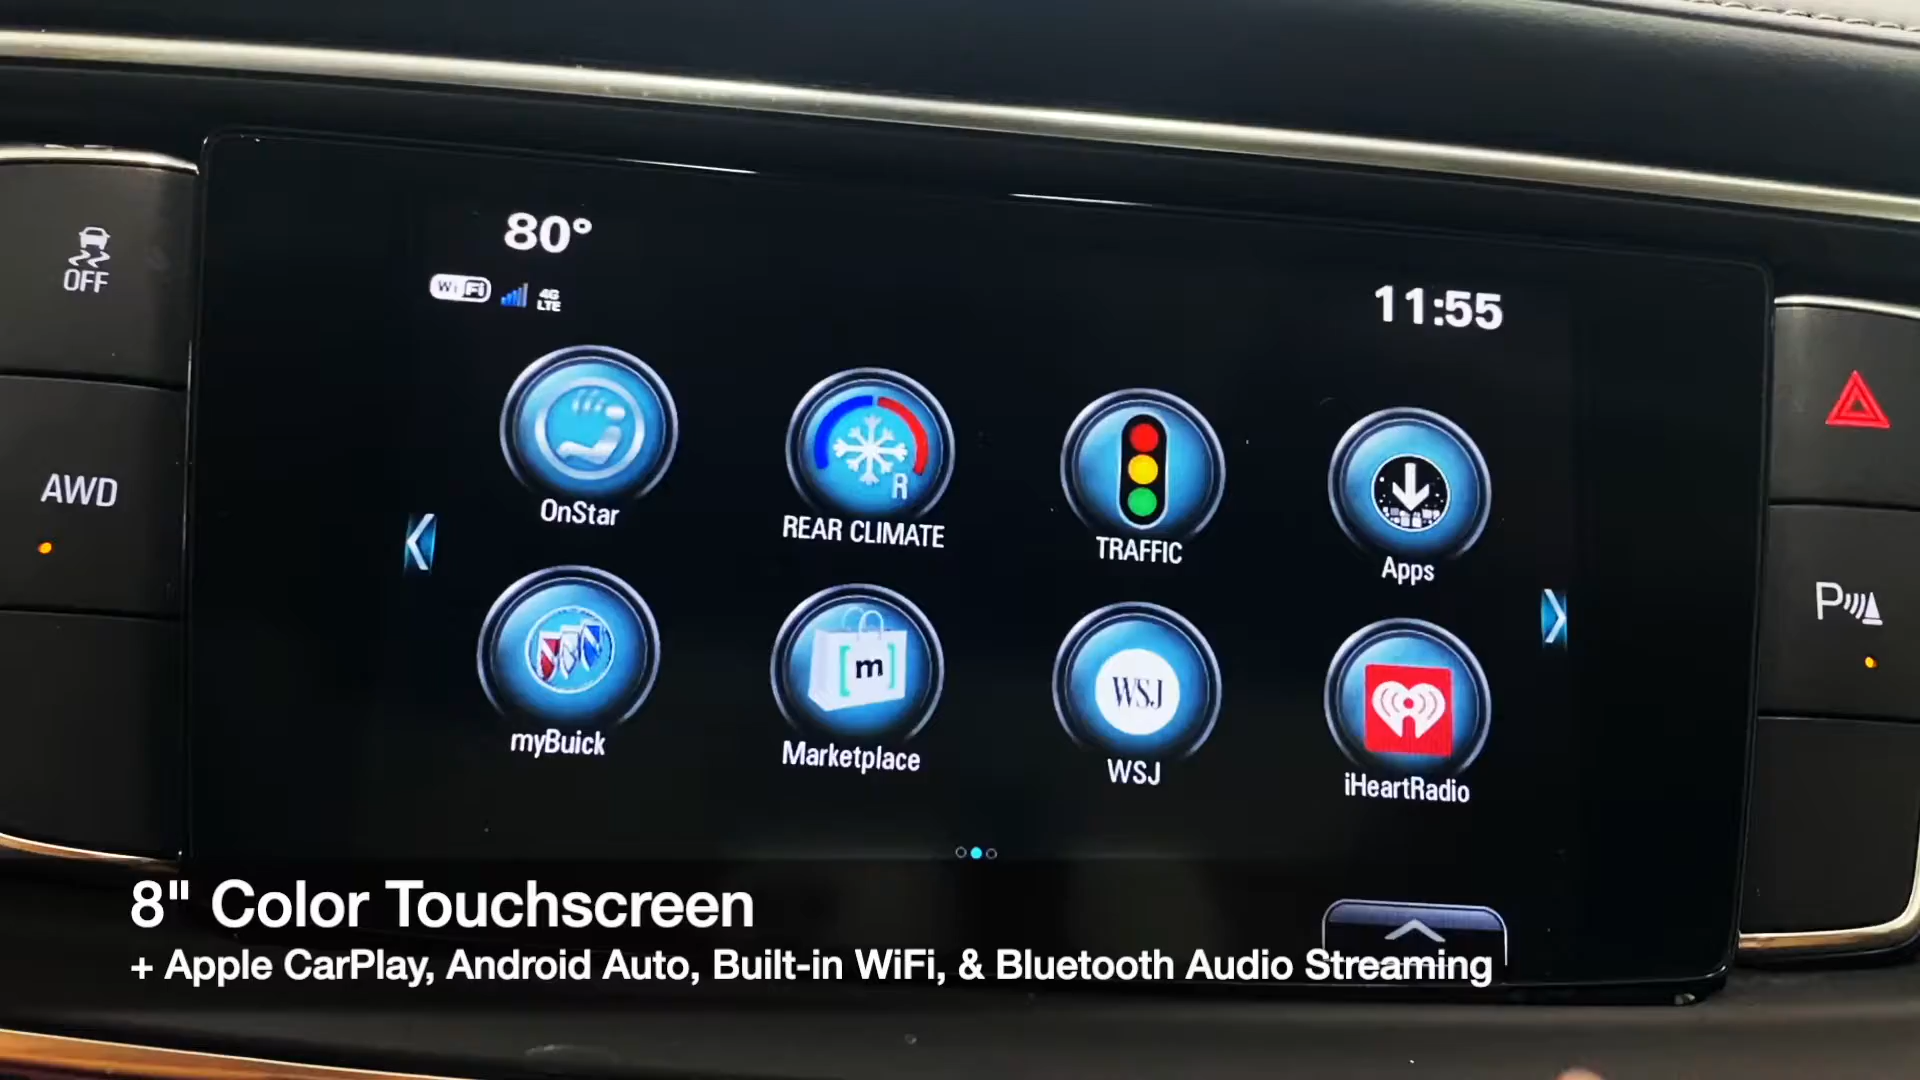 80°
WiFi 4G
LTE
11:55
OFF
AWD
R
OnStar
REAR CLIMATE
TRAFFIC
Apps
P
[m]
WSJ
myBuick
Marketplace
WSJ
iHeartRadio
8" Color Touchscreen
+ Apple CarPlay, Android Auto, Built-in WiFi, & Bluetooth Audio Streaming